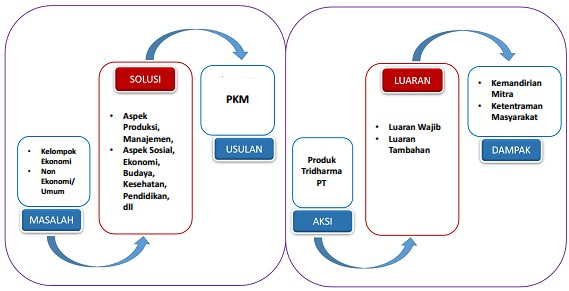 SOLUSI
• Aspek
Produksi,
Manajemen,
• Aspek Sosial,
Ekonomi,
Budaya,
Kesehatan,
Pendidikan,
dll
PKM
USULAN
• Kelempok
Ekonomi
• Non
Ekonomi/
Umum
MASALAH
LUARAN
• Luaran Wajib
• Luaran
Tambahan
• Kemandirian
Mitra
• Ketentraman
Masyarakat
DAMPAK
Produk
Tridharma
PT
AKSI